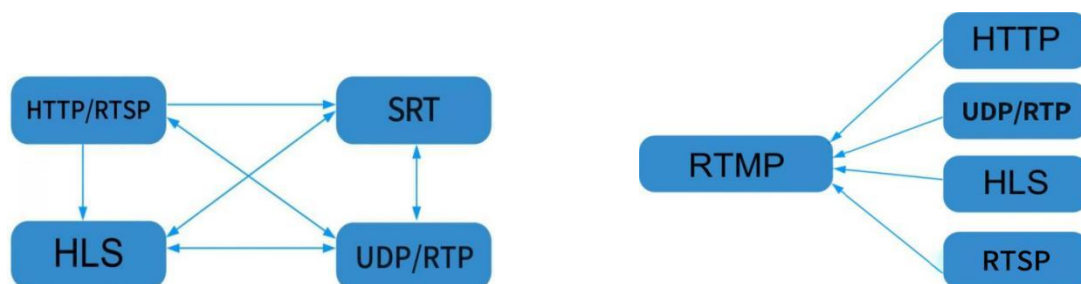 HTTP/RTSP
SRT
HLS
UDP/RTP
RTMP
HTTP
UDP/RTP
HLS
RTSP